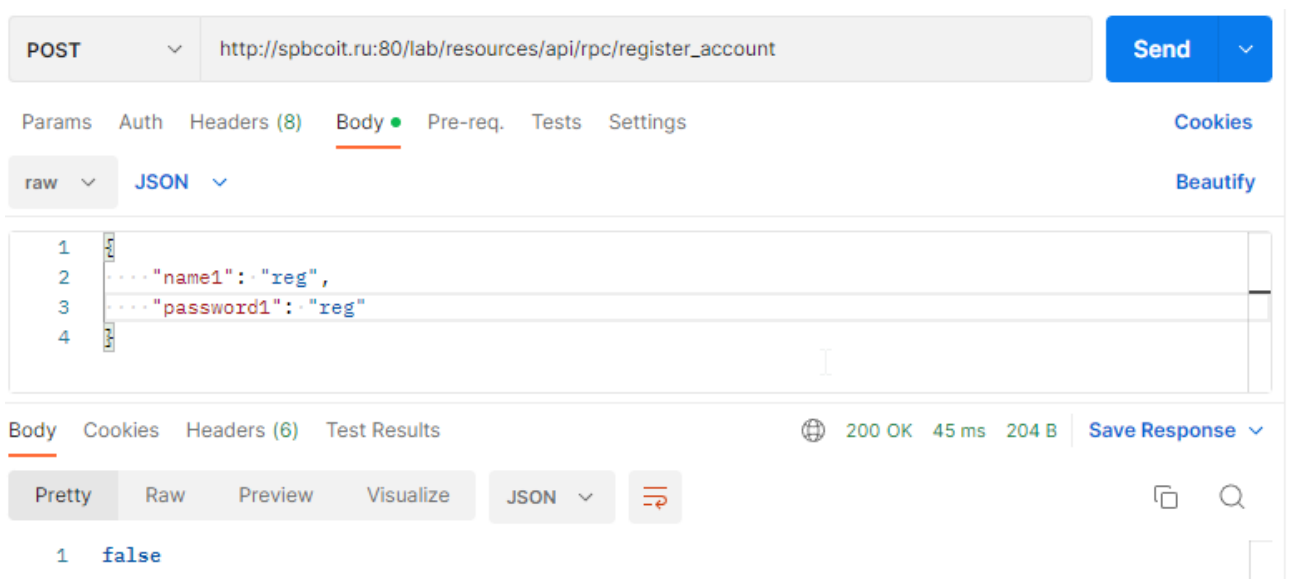 POST http://spbcoit.ru:80/lab/resources/api/rpc/register_account Send
Params Auth Headers (8) Body Pre-req. Tests Settings Cookies
raw JSON Beautify
1 {
2 "name1": "reg",
3 "password1": "reg"
4 }
Body Cookies Headers (6) Test Results 200 OK 45 ms 204 B Save Response
Pretty Raw Preview Visualize JSON
1 false